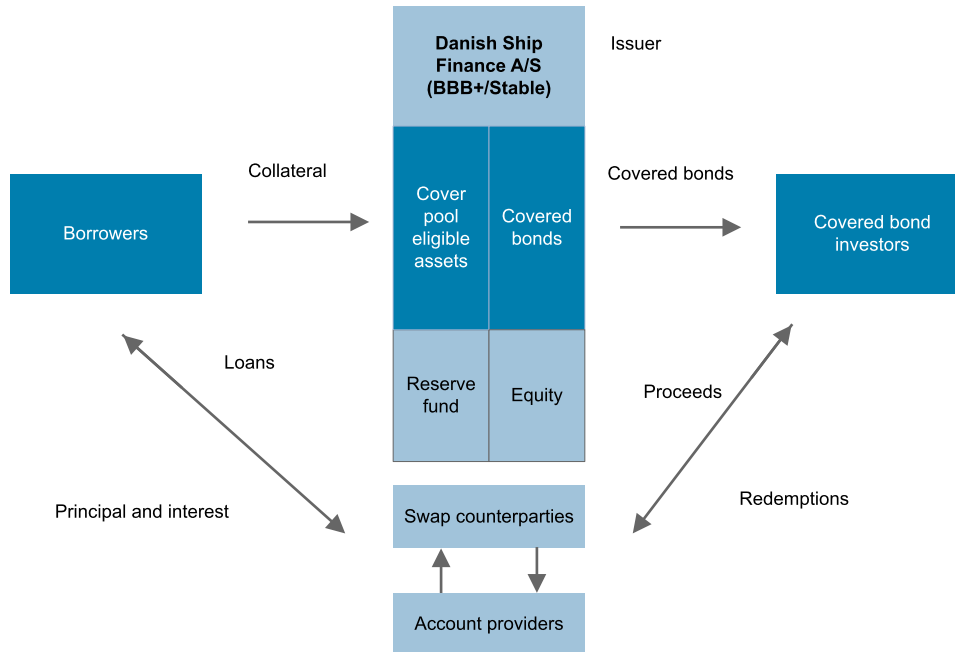 Danish Ship
Finance A/S
(BBB+/Stable)
Issuer
Collateral
Covered bonds
Borrowers
Cover
pool
eligible
assets
Covered
bonds
Covered bond
investors
Loans
Reserve
fund
Equity
Proceeds
Principal and interest
Swap counterparties
Redemptions
Account providers